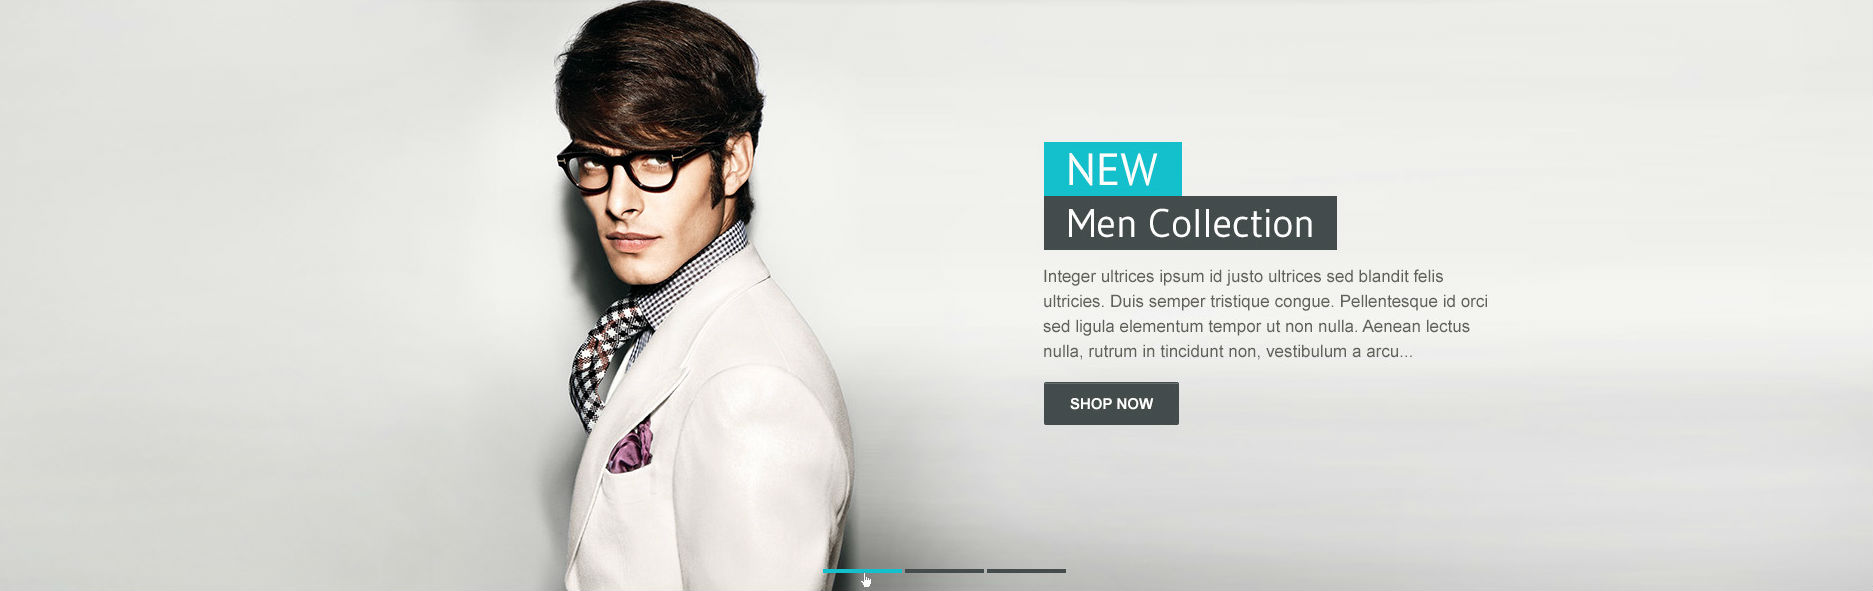 NEW
Men Collection
Integer ultrices ipsum id justo ultrices sed blandit felis
ultricies. Duis semper tristique congue. Pellentesque id orci
sed ligula elementum tempor ut non nulla. Aenean lectus
nulla, rutrum in tincidunt non, vestibulum a arcu...
SHOP NOW